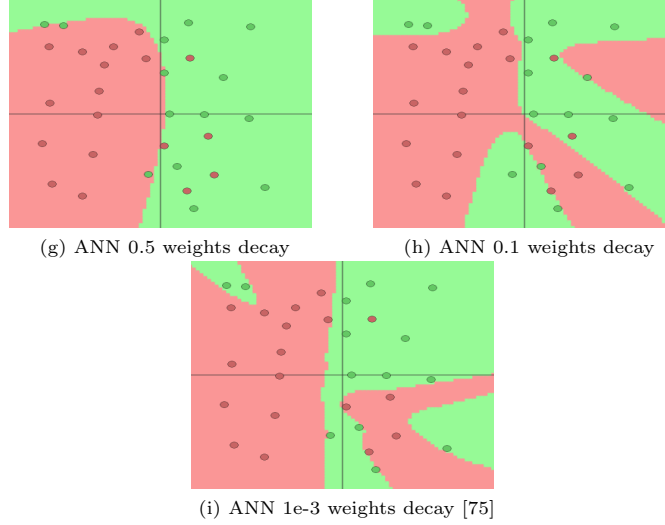 (g) ANN 0.5 weights decay
(h) ANN 0.1 weights decay
(i) ANN 1e-3 weights decay [75]